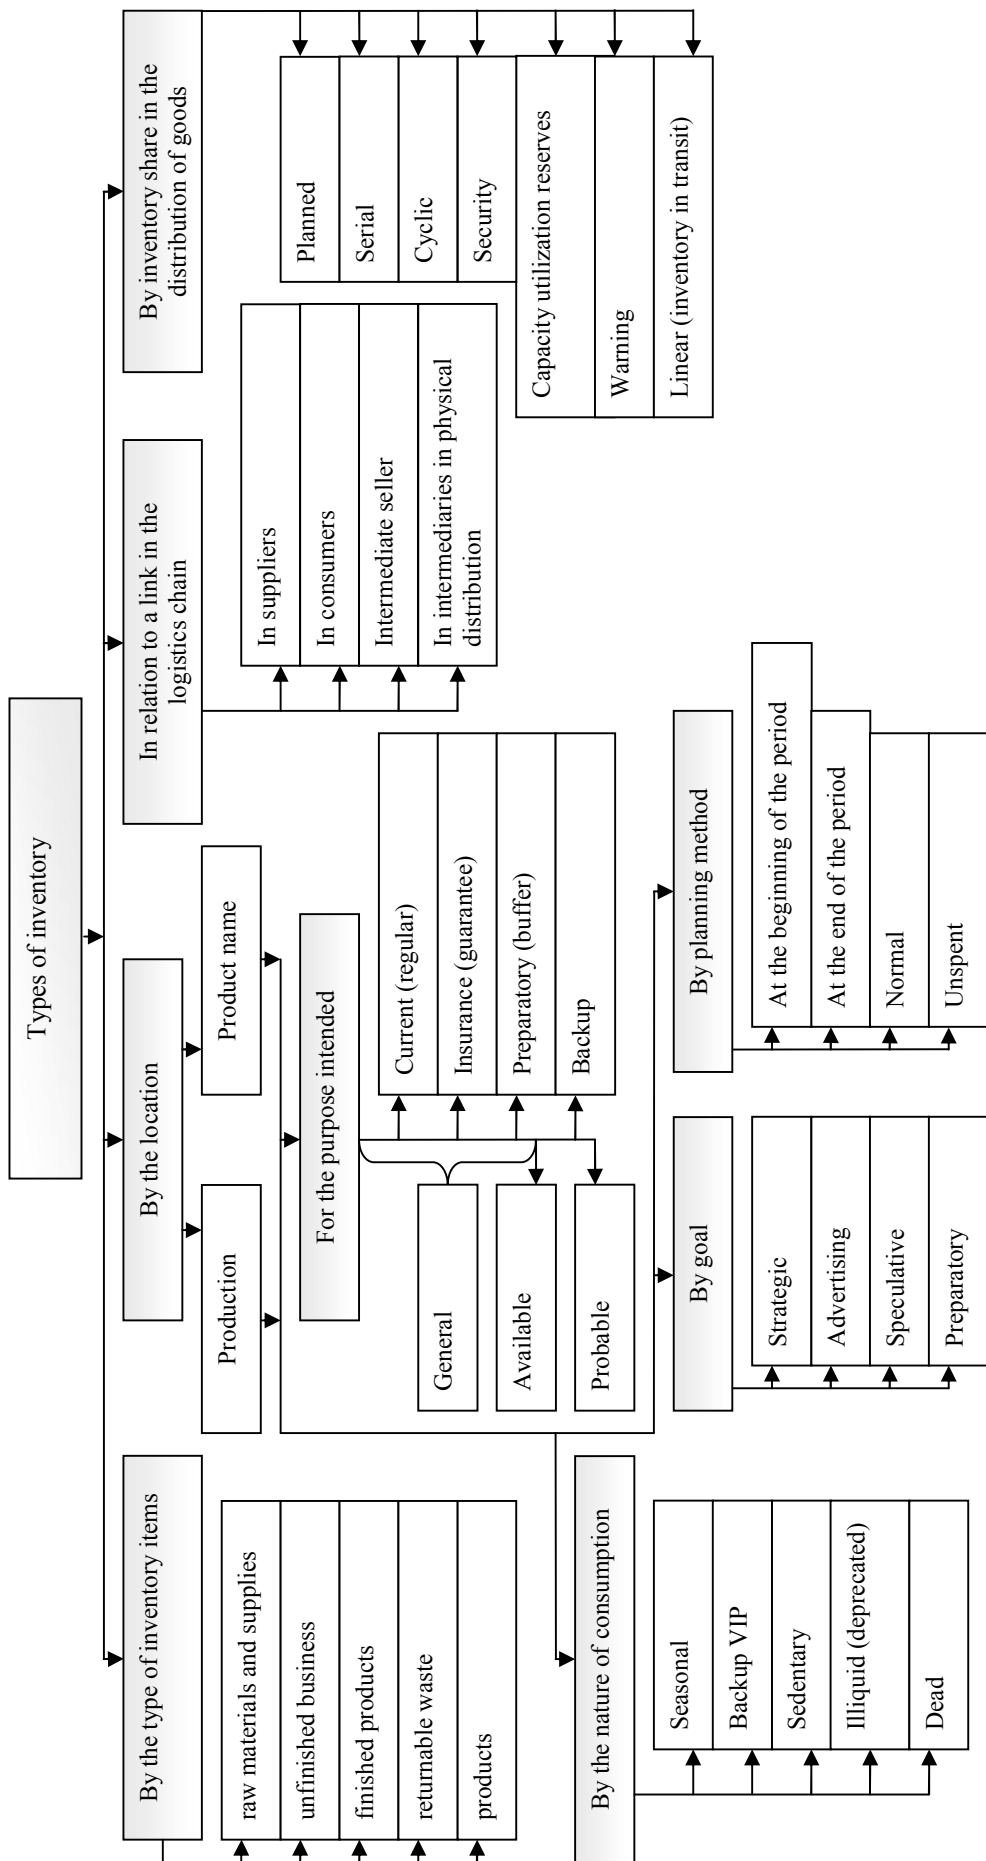 Types of inventory
By the type of inventory items
By the location
In relation to a link in the
logistics chain
By inventory share in the
distribution of goods
raw materials and supplies
unfinished business
finished products
returnable waste
products
Production
Product name
For the purpose intended
General
Available
Probable
Current (regular)
Insurance (guarantee)
Preparatory (buffer)
Backup
In suppliers
In consumers
Intermediate seller
In intermediaries in physical
distribution
Planned
Serial
Cyclic
Security
Capacity utilization reserves
Warning
Linear (inventory in transit)
By the nature of consumption
Seasonal
Backup VIP
Sedentary
Illiquid (deprecated)
Dead
By goal
Strategic
Advertising
Speculative
Preparatory
By planning method
At the beginning of the period
At the end of the period
Normal
Unspent